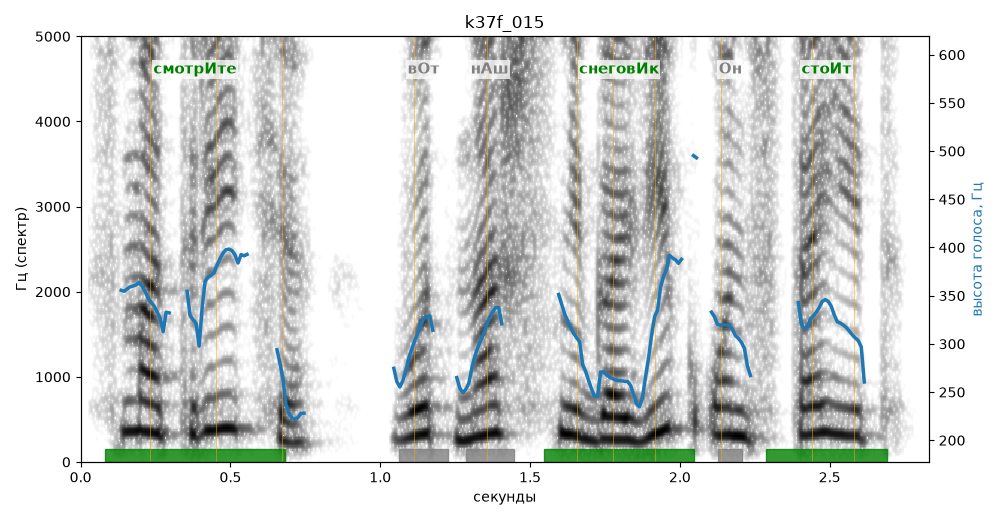 k37f_015
смотрИте вОт нАш снеговИк Он стоИт
Гц (спектр)
высота голоса, Гц
секунды
0 1000 2000 3000 4000 5000
200 250 300 350 400 450 500 550 600
0.0 0.5 1.0 1.5 2.0 2.5